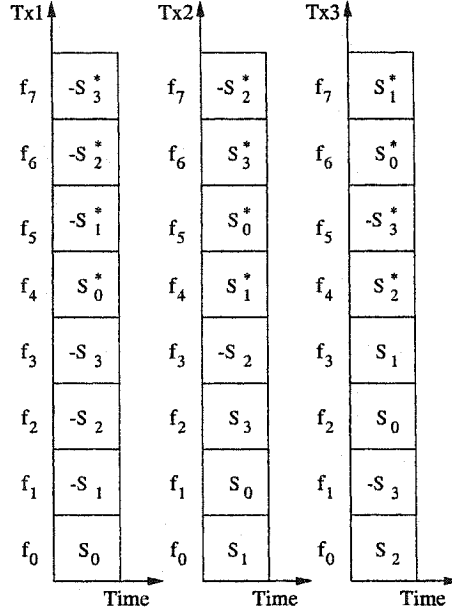 Tx1 Tx2 Tx3
f7 -S3* f7 -S2* f7 S1*
f6 -S2* f6 S3* f6 S0*
f5 -S1* f5 S0* f5 -S3*
f4 S0* f4 S1* f4 S2*
f3 -S3 f3 -S2 f3 S1
f2 -S2 f2 S3 f2 S0
f1 -S1 f1 S0 f1 -S3
f0 S0 f0 S1 f0 S2
Time Time Time